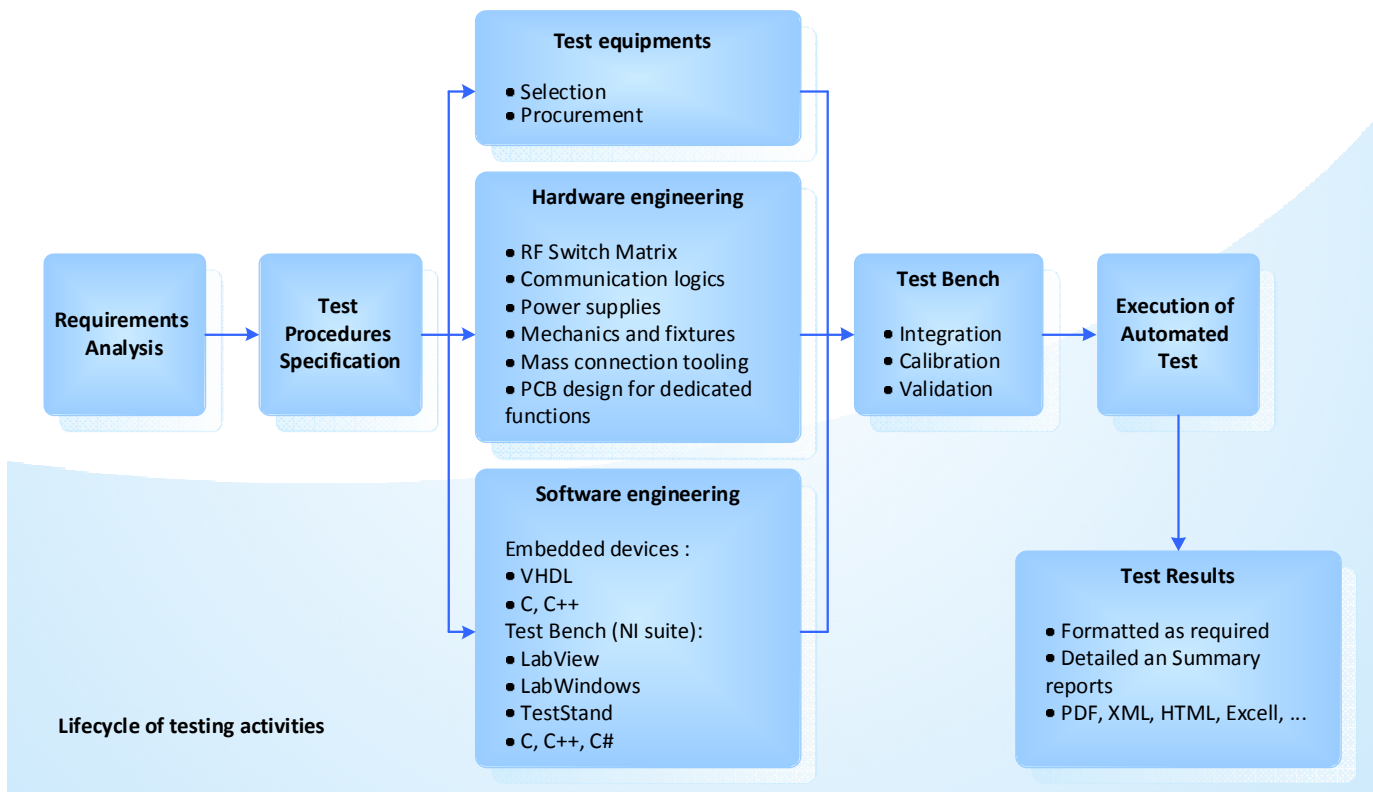 Test equipments
● Selection
● Procurement
Hardware engineering
● RF Switch Matrix
● Communication logics
● Power supplies
● Mechanics and fixtures
● Mass connection tooling
● PCB design for dedicated
functions
Requirements
Analysis
Test
Procedures
Specification
Test Bench
● Integration
● Calibration
● Validation
Execution of
Automated
Test
Software engineering
Embedded devices :
● VHDL
● C, C++
Test Bench (NI suite):
● LabView
● LabWindows
● TestStand
● C, C++, C#
Test Results
● Formatted as required
● Detailed an Summary
reports
● PDF, XML, HTML, Excell, ...
Lifecycle of testing activities